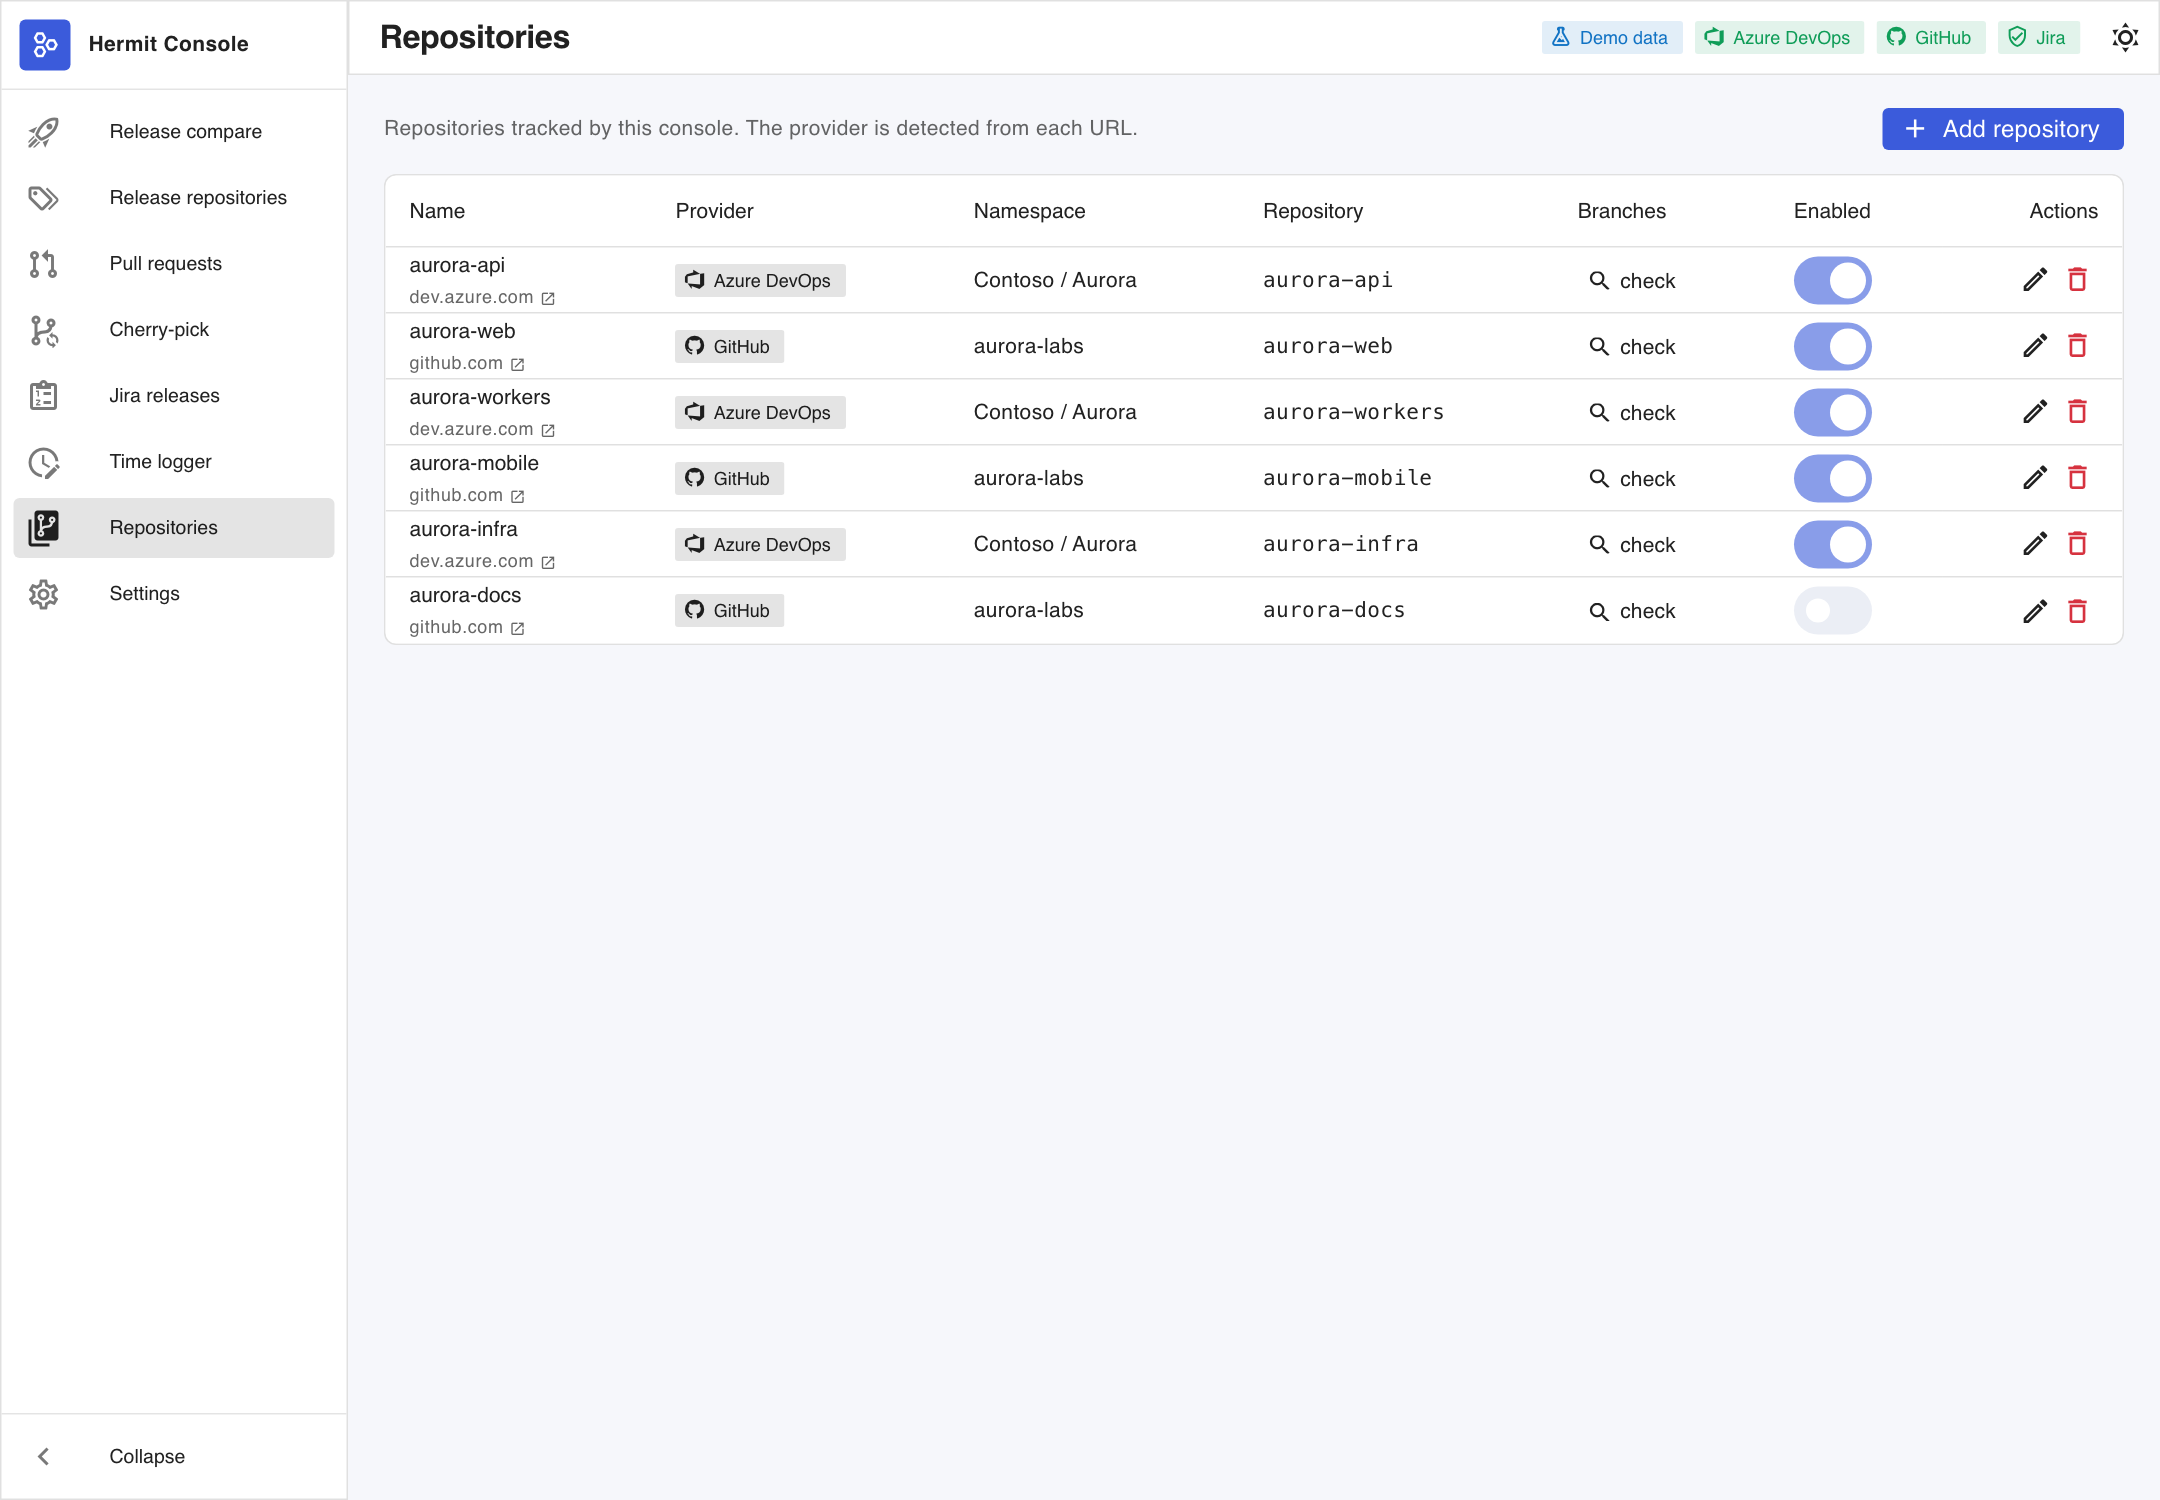 Hermit Console
Release compare
Release repositories
Pull requests
Cherry-pick
Jira releases
Time logger
Repositories
Settings
Collapse
Repositories
Demo data
Azure DevOps
GitHub
Jira
Repositories tracked by this console. The provider is detected from each URL.
Add repository
Name Provider Namespace Repository Branches Enabled Actions
aurora-api
dev.azure.com
Azure DevOps Contoso / Aurora aurora-api check
aurora-web
github.com
GitHub aurora-labs aurora-web check
aurora-workers
dev.azure.com
Azure DevOps Contoso / Aurora aurora-workers check
aurora-mobile
github.com
GitHub aurora-labs aurora-mobile check
aurora-infra
dev.azure.com
Azure DevOps Contoso / Aurora aurora-infra check
aurora-docs
github.com
GitHub aurora-labs aurora-docs check